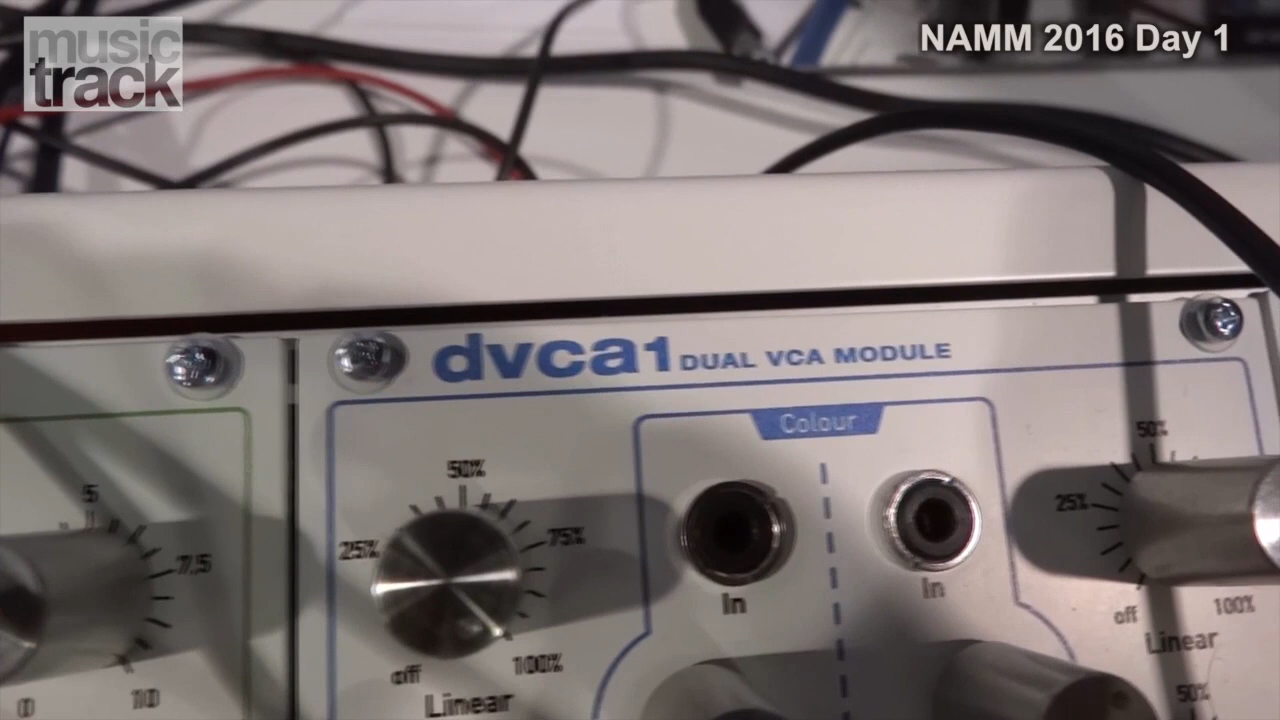 music
track
NAMM 2016 Day 1
dvca1 DUAL VCA MODULE
Colour
50%
25%
75%
off
100%
Linear
In
In
50%
25%
off
100%
Linear
50%
5
7,5
0
10